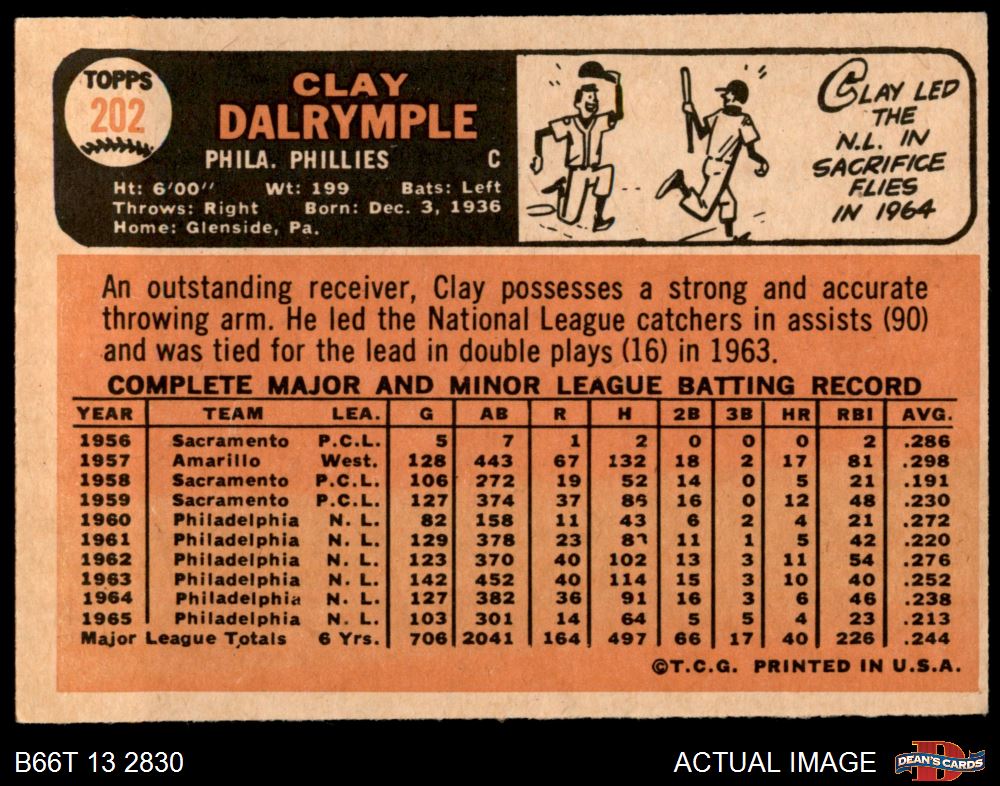 TOPPS
202
CLAY
DALRYMPLE
PHILA. PHILLIES C
Ht: 6'00" Wt: 199 Bats: Left
Throws: Right Born: Dec. 3, 1936
Home: Glenside, Pa.
CLAY LED
THE
N.L. IN
SACRIFICE
FLIES
IN 1964
An outstanding receiver, Clay possesses a strong and accurate
throwing arm. He led the National League catchers in assists (90)
and was tied for the lead in double plays (16) in 1963.
COMPLETE MAJOR AND MINOR LEAGUE BATTING RECORD
YEAR TEAM LEA. G AB R H 2B 3B HR RBI AVG.
1956 Sacramento P.C.L. 5 7 1 2 0 0 0 2 .286
1957 Amarillo West. 128 443 67 132 18 2 17 81 .298
1958 Sacramento P.C.L. 106 272 19 52 14 0 5 21 .191
1959 Sacramento P.C.L. 127 374 37 86 16 0 12 48 .230
1960 Philadelphia N. L. 82 158 11 43 6 2 4 21 .272
1961 Philadelphia N. L. 129 378 23 83 11 1 5 42 .220
1962 Philadelphia N. L. 123 370 40 102 13 3 11 54 .276
1963 Philadelphia N. L. 142 452 40 114 15 3 10 40 .252
1964 Philadelphia N. L. 127 382 36 91 16 3 6 46 .238
1965 Philadelphia N. L. 103 301 14 64 5 5 4 23 .213
Major League Totals 6 Yrs. 706 2041 164 497 66 17 40 226 .244
©T.C.G. PRINTED IN U.S.A.
B66T 13 2830 ACTUAL IMAGE
DEAN'S CARDS